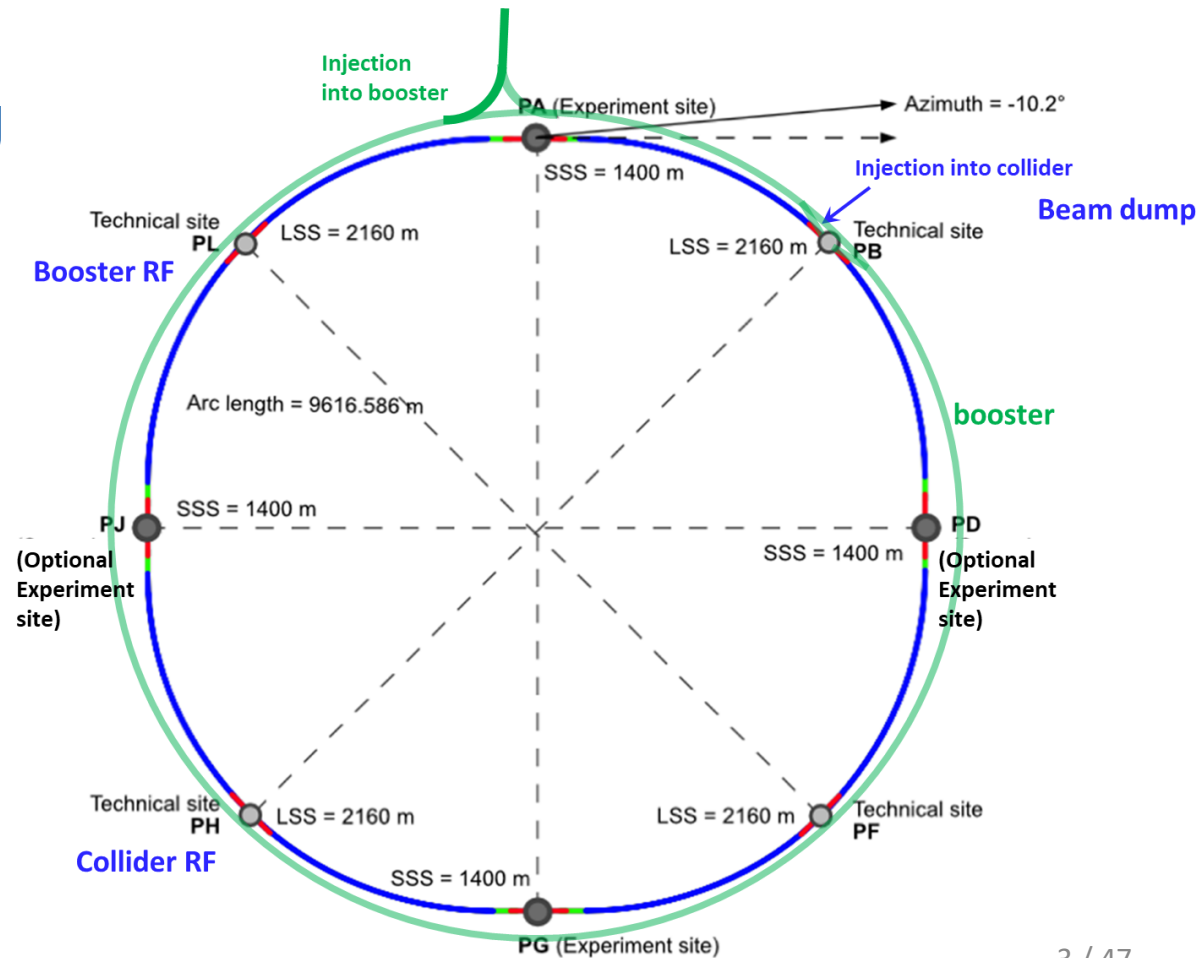 Injection
into booster
PA (Experiment site)
Azimuth = -10.2°
SSS = 1400 m
Injection into collider
Beam dump
Technical site
PL
LSS = 2160 m
LSS = 2160 m
Technical site
PB
Booster RF
Arc length = 9616.586 m
booster
PJ
SSS = 1400 m
PD
SSS = 1400 m
(Optional
Experiment
site)
(Optional
Experiment
site)
Technical site
PH
LSS = 2160 m
LSS = 2160 m
Technical site
PF
Collider RF
SSS = 1400 m
PG (Experiment site)
3 / 47